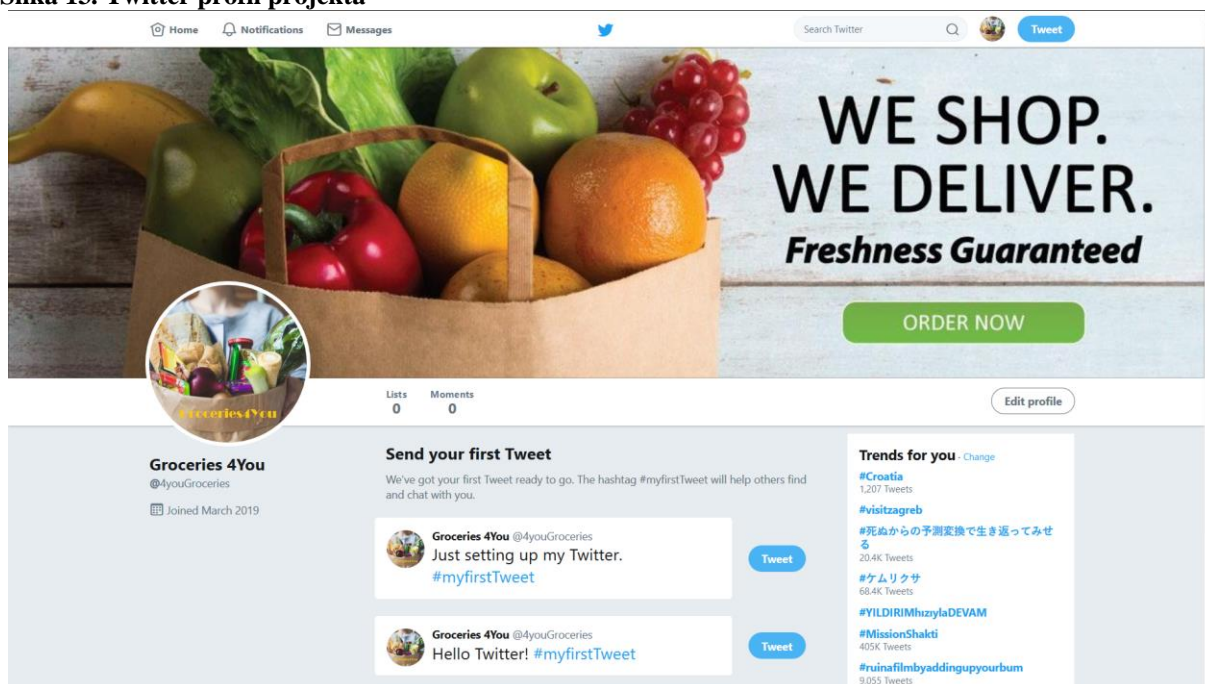 Slika 13. Twitter profil projekta
Home Notifications Messages
Search Twitter
Tweet
WE SHOP.
WE DELIVER.
Freshness Guaranteed
ORDER NOW
Groceries4You
Lists Moments
0 0
Edit profile
Groceries 4You
@4youGroceries
Joined March 2019
Send your first Tweet
We've got your first Tweet ready to go. The hashtag #myfirstTweet will help others find
and chat with you.
Groceries 4You @4youGroceries
Just setting up my Twitter.
#myfirstTweet
Tweet
Groceries 4You @4youGroceries
Hello Twitter! #myfirstTweet
Tweet
Trends for you · Change
#Croatia
1,207 Tweets
#visitzagreb
#死ぬからの予測変換で生き返ってみせ
る
20.4K Tweets
#ケムリクサ
68.4K Tweets
#YILDIRIMhızıylaDEVAM
#MissionShakti
405K Tweets
#ruinafilmbyaddingupyourbum
9,055 Tweets